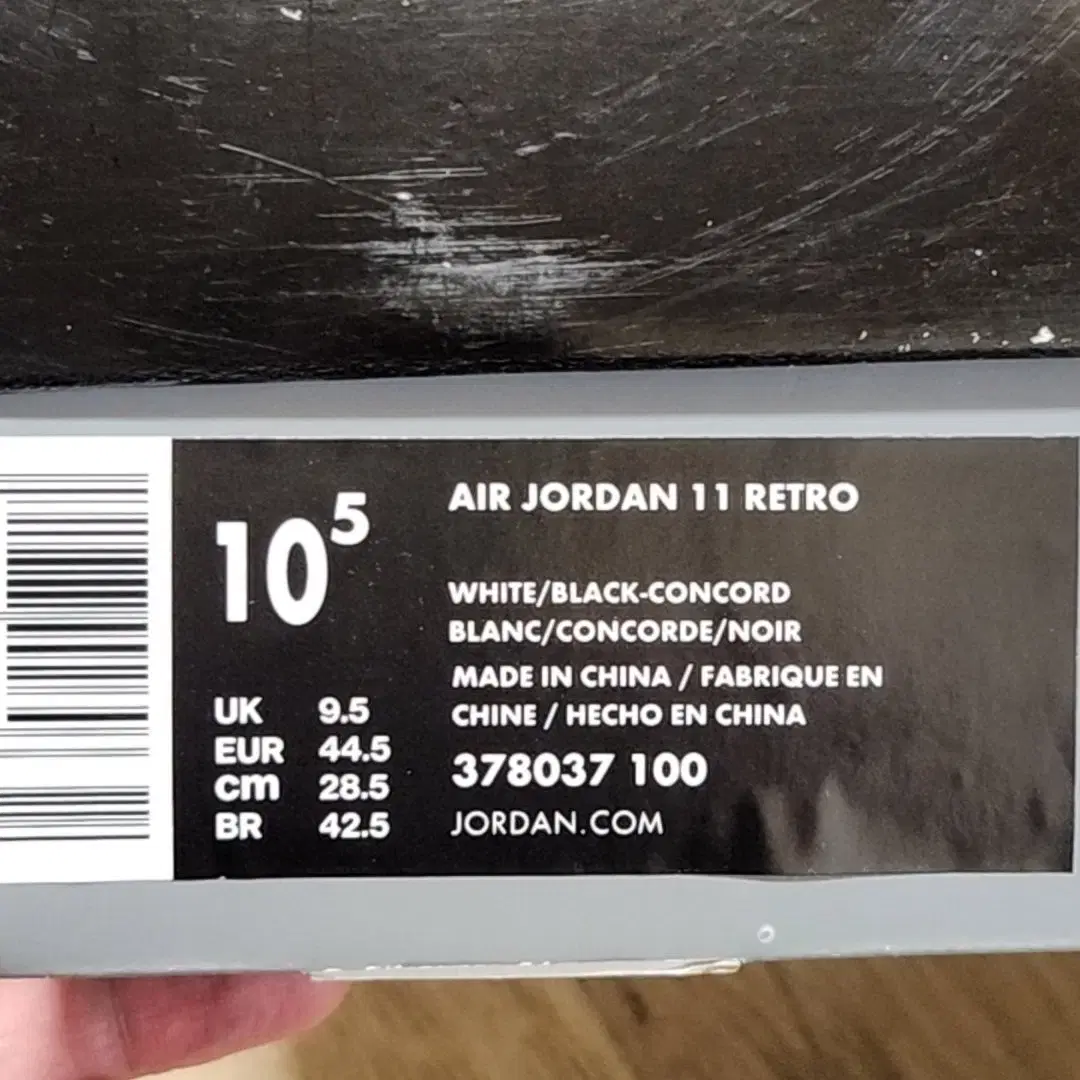 10⁵
UK 9.5
EUR 44.5
cm 28.5
BR 42.5
AIR JORDAN 11 RETRO
WHITE/BLACK-CONCORD
BLANC/CONCORDE/NOIR
MADE IN CHINA / FABRIQUE EN
CHINE / HECHO EN CHINA
378037 100
JORDAN.COM